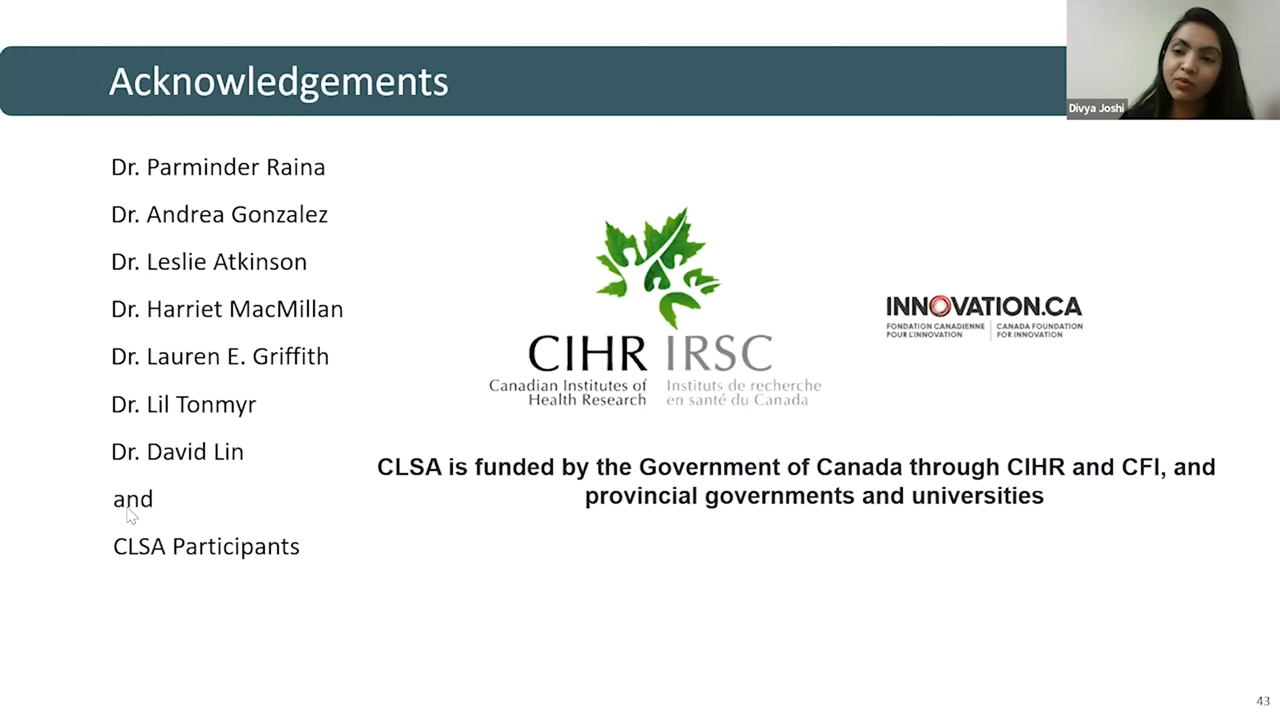 Acknowledgements
Divya Joshi
Dr. Parminder Raina
Dr. Andrea Gonzalez
Dr. Leslie Atkinson
Dr. Harriet MacMillan
Dr. Lauren E. Griffith
Dr. Lil Tonmyr
Dr. David Lin
and
CLSA Participants
CIHR IRSC
Canadian Institutes of Instituts de recherche
Health Research en santé du Canada
INNOVATION.CA
FONDATION CANADIENNE CANADA FOUNDATION
POUR L'INNOVATION FOR INNOVATION
CLSA is funded by the Government of Canada through CIHR and CFI, and
provincial governments and universities
43